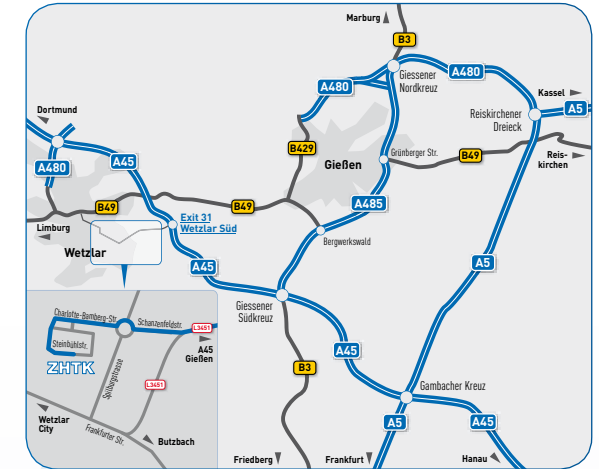 Marburg
B3
A480
Giessener
Nordkreuz
A480
Kassel
A5
Dortmund
Reiskirchener
Dreieck
B429
Gießen
Grünberger Str.
B49
Reis-
kirchen
A480
A45
B49
B49
A485
Limburg
Exit 31
Wetzlar Süd
Bergwerkswald
Wetzlar
A45
A5
Giessener
Südkreuz
Charlotte-Bamberg-Str.
Schanzenfeldstr.
L3451
Steinbühlstr.
A45
Gießen
ZHTK
Spilburgstrasse
L3451
A45
B3
Gambacher Kreuz
Wetzlar
City
Frankfurter Str.
Butzbach
A5
A45
Friedberg
Frankfurt
Hanau